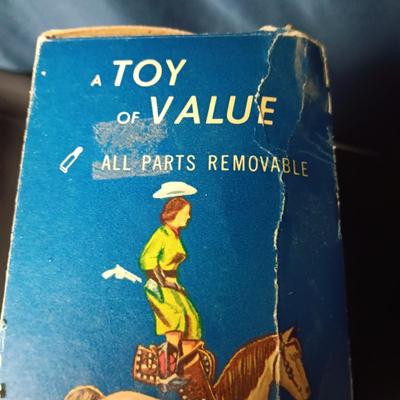 A TOY
OF VALUE
ALL PARTS REMOVABLE